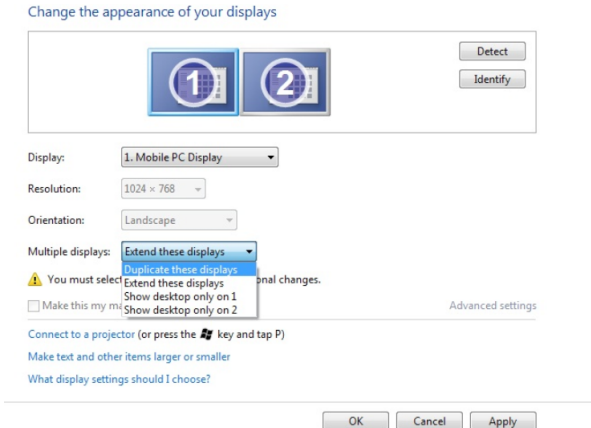 Change the appearance of your displays
1 2
Detect
Identify
Display: 1. Mobile PC Display
Resolution: 1024 × 768
Orientation: Landscape
Multiple displays: Extend these displays
Duplicate these displays
You must select onal changes.
Extend these displays
Show desktop only on 1
Make this my ma Advanced settings
Show desktop only on 2
Connect to a projector (or press the key and tap P)
Make text and other items larger or smaller
What display settings should I choose?
OK Cancel Apply